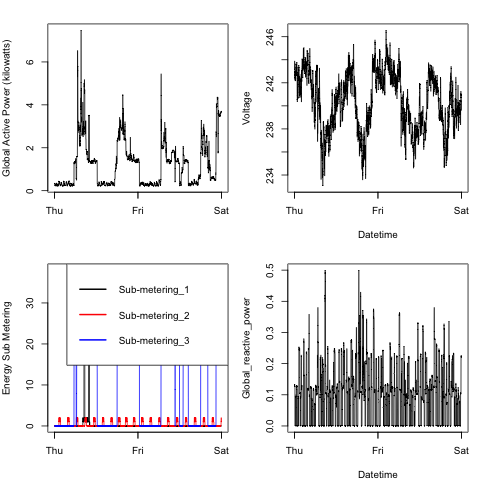 Global Active Power (kilowatts)
0 2 4 6
Thu Fri Sat
Voltage
234 238 242 246
Thu Fri Sat
Datetime
Energy Sub Metering
0 10 20 30
Sub-metering_1
Sub-metering_2
Sub-metering_3
Thu Fri Sat
Global_reactive_power
0.0 0.1 0.2 0.3 0.4 0.5
Thu Fri Sat
Datetime